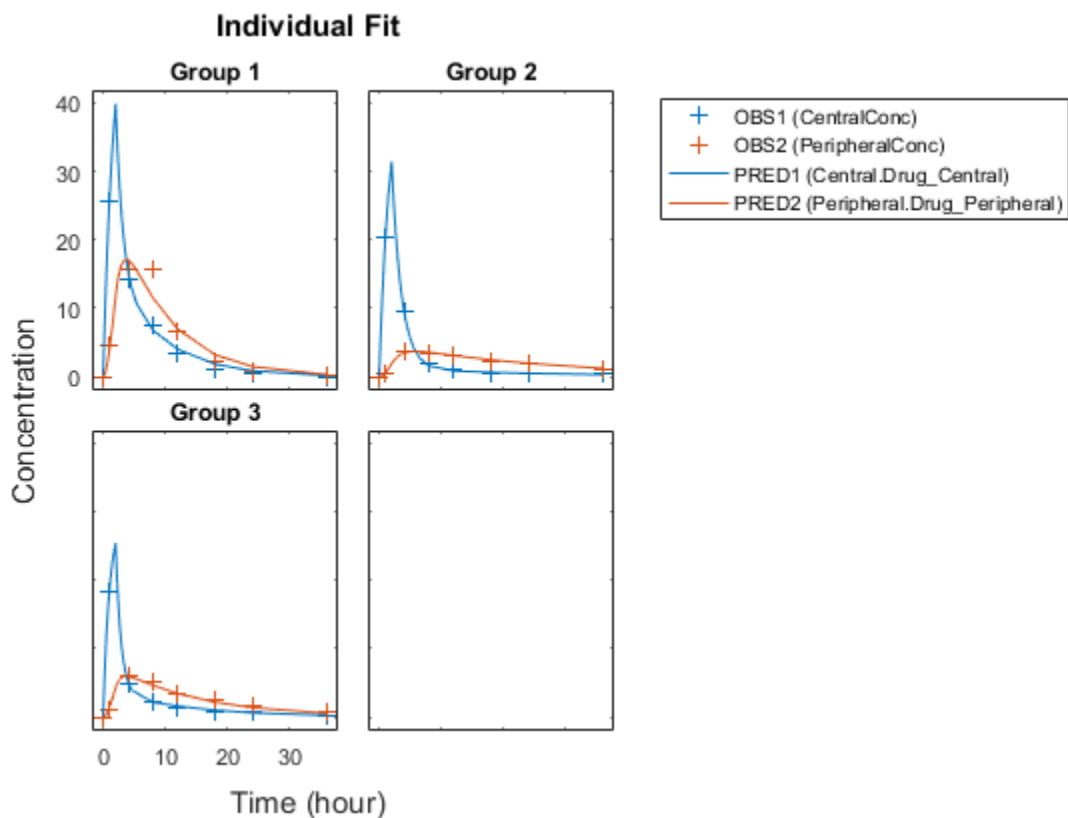 Individual Fit
Group 1
Group 2
OBS1 (CentralConc)
OBS2 (PeripheralConc)
PRED1 (Central.Drug_Central)
PRED2 (Peripheral.Drug_Peripheral)
40
30
20
10
0
Group 3
Concentration
0 10 20 30
Time (hour)